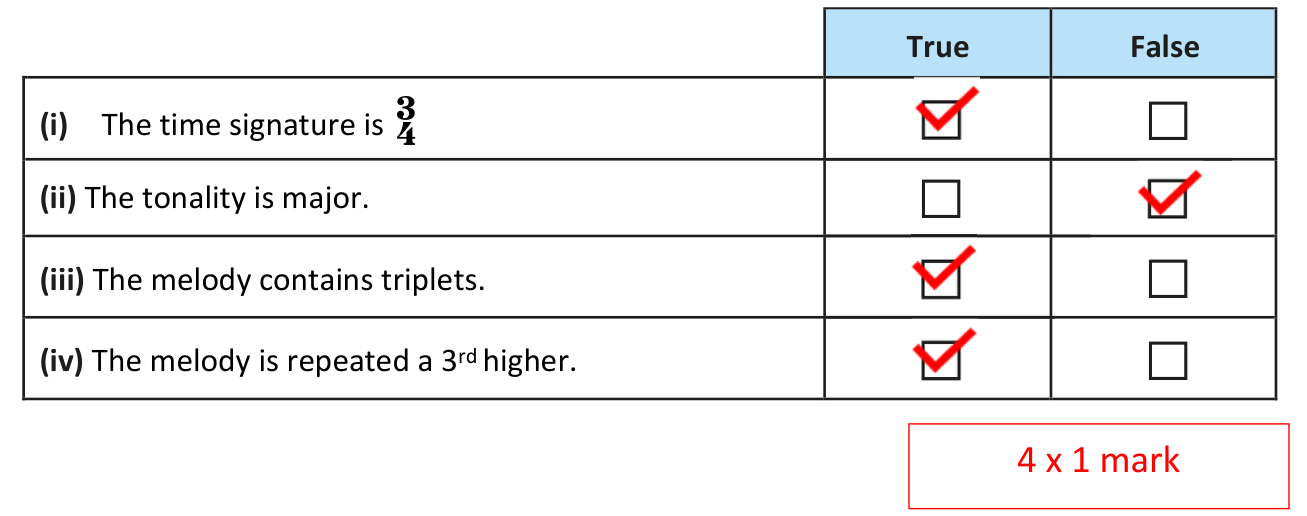 True False
(i) The time signature is 3/4
(ii) The tonality is major.
(iii) The melody contains triplets.
(iv) The melody is repeated a 3rd higher.
4 x 1 mark